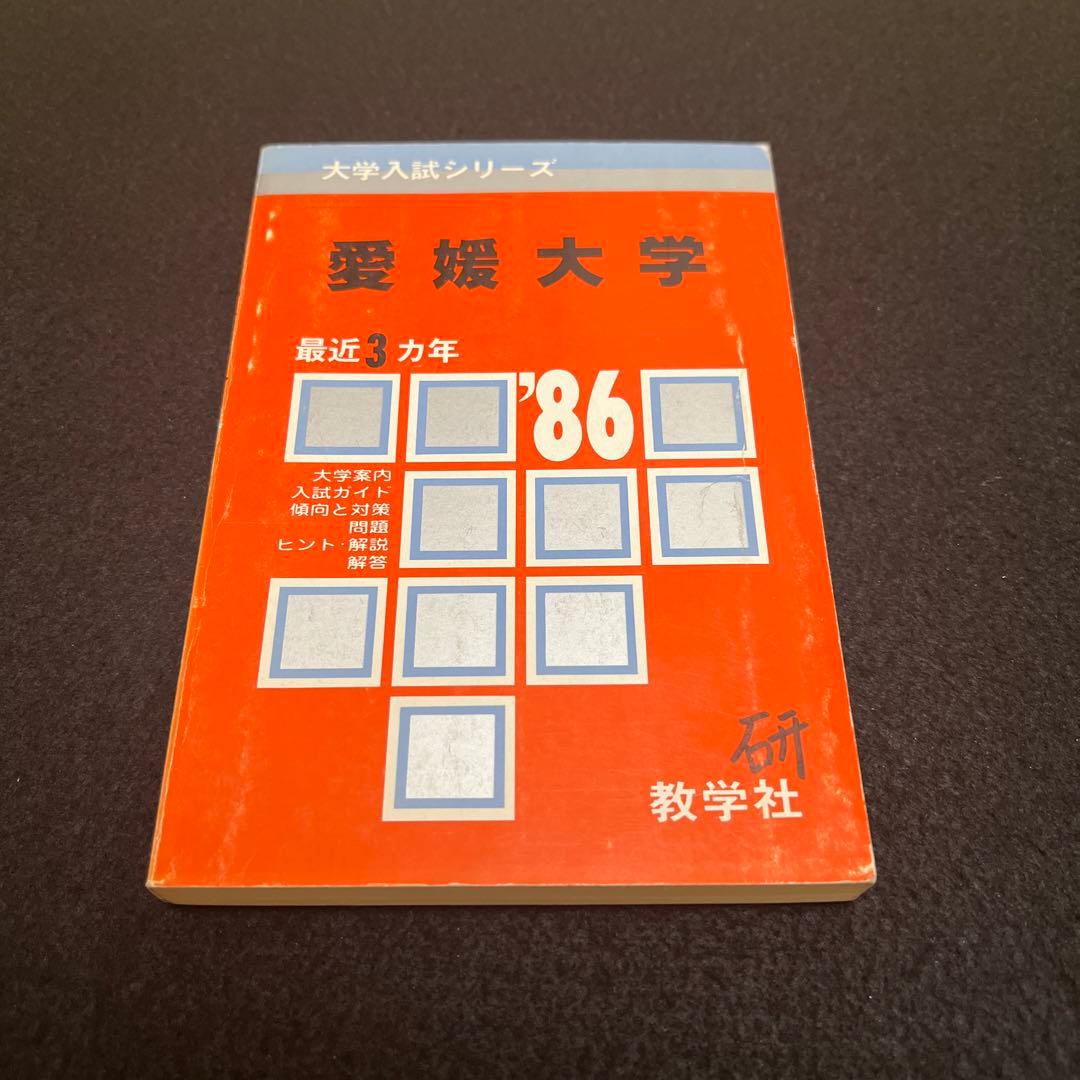 大学入試シリーズ
愛媛大学
最近3カ年
'86
大学案内
入試ガイド
傾向と対策
問題
ヒント・解説
解答
研
教学社